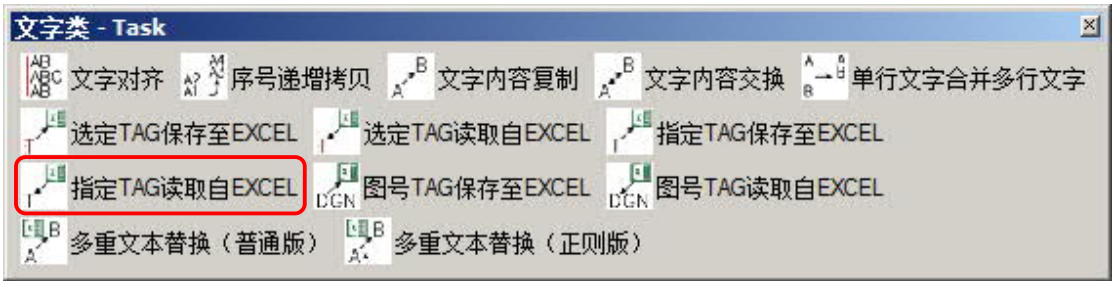 文字类 - Task
文字对齐 序号递增拷贝 文字内容复制 文字内容交换 单行文字合并多行文字
选定TAG保存至EXCEL 选定TAG读取自EXCEL 指定TAG保存至EXCEL
指定TAG读取自EXCEL 图号TAG保存至EXCEL 图号TAG读取自EXCEL
多重文本替换（普通版） 多重文本替换（正则版）